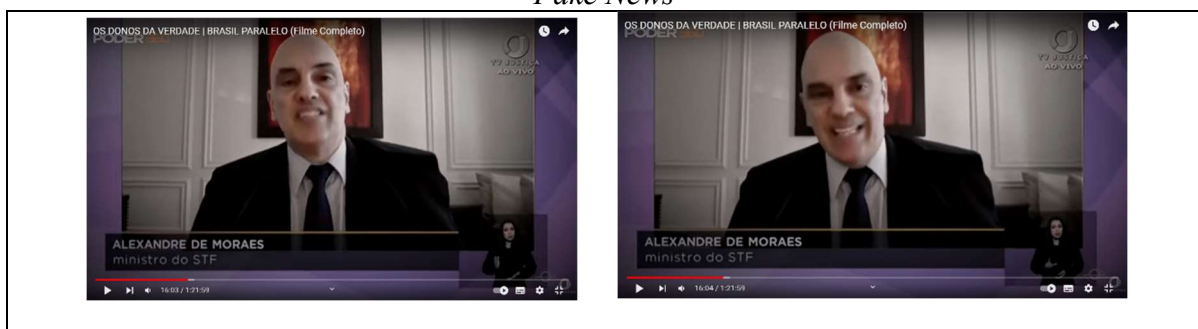 Fake News
OS DONOS DA VERDADE | BRASIL PARALELO (Filme Completo)
PODER
TV JUSTIÇA
AO VIVO
ALEXANDRE DE MORAES
ministro do STF
16:03 / 1:21:59
OS DONOS DA VERDADE | BRASIL PARALELO (Filme Completo)
PODER
TV JUSTIÇA
AO VIVO
ALEXANDRE DE MORAES
ministro do STF
16:04 / 1:21:59